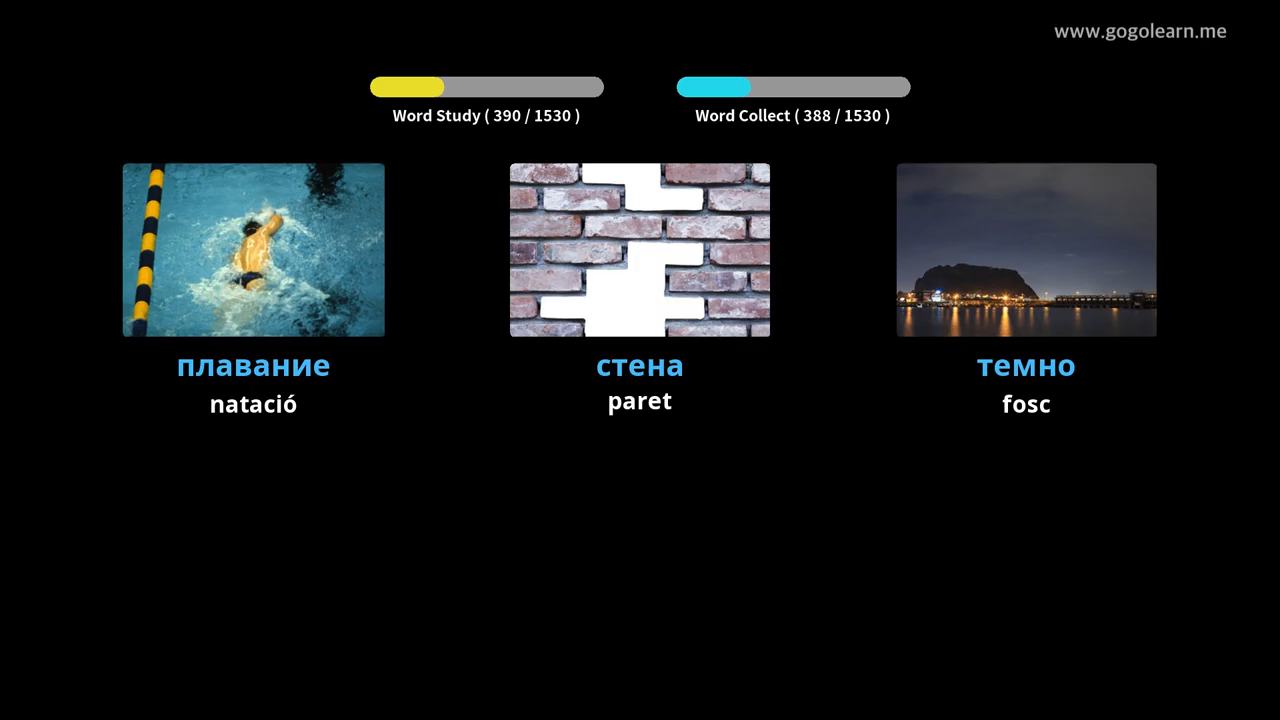 www.gogolearn.me
Word Study ( 390 / 1530 )
Word Collect ( 388 / 1530 )
плавание
natació
стена
paret
темно
fosc